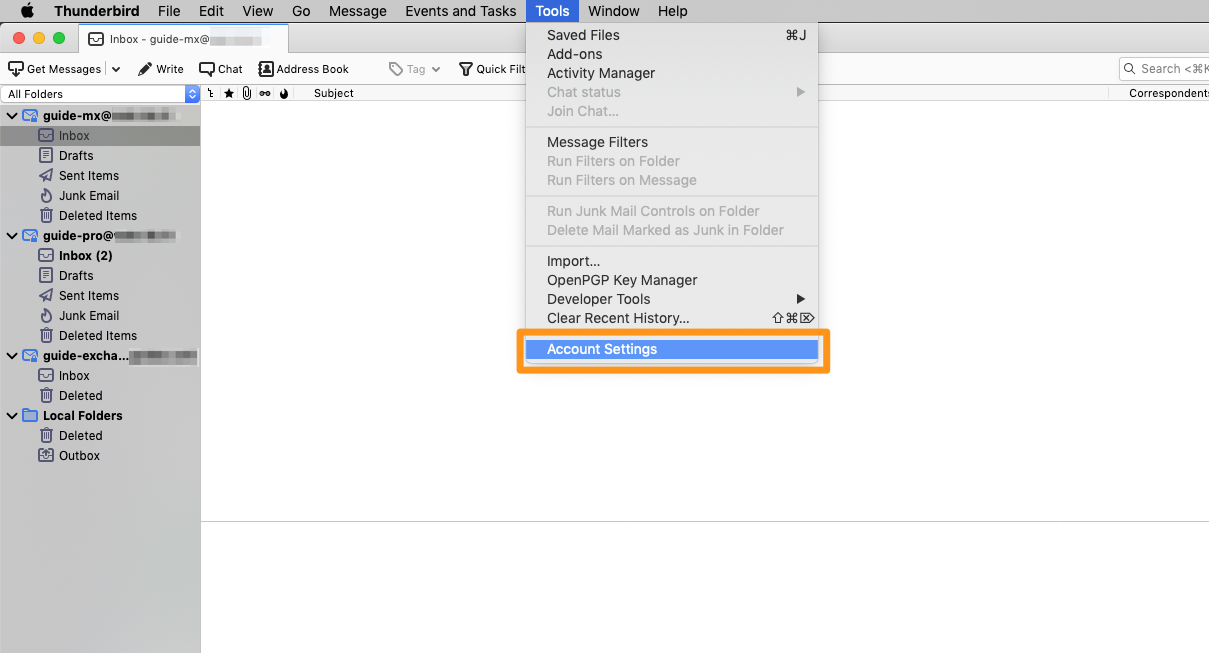 Thunderbird File Edit View Go Message Events and Tasks Tools Window Help
Inbox - guide-mx@
Get Messages Write Chat Address Book Tag Quick Filt Search <⌘K
All Folders Subject Correspondents
guide-mx@
Inbox
Drafts
Sent Items
Junk Email
Deleted Items
guide-pro@
Inbox (2)
Drafts
Sent Items
Junk Email
Deleted Items
guide-excha...
Inbox
Deleted
Local Folders
Deleted
Outbox
Saved Files ⌘J
Add-ons
Activity Manager
Chat status
Join Chat...
Message Filters
Run Filters on Folder
Run Filters on Message
Run Junk Mail Controls on Folder
Delete Mail Marked as Junk in Folder
Import...
OpenPGP Key Manager
Developer Tools
Clear Recent History... ⇧⌘⌦
Account Settings